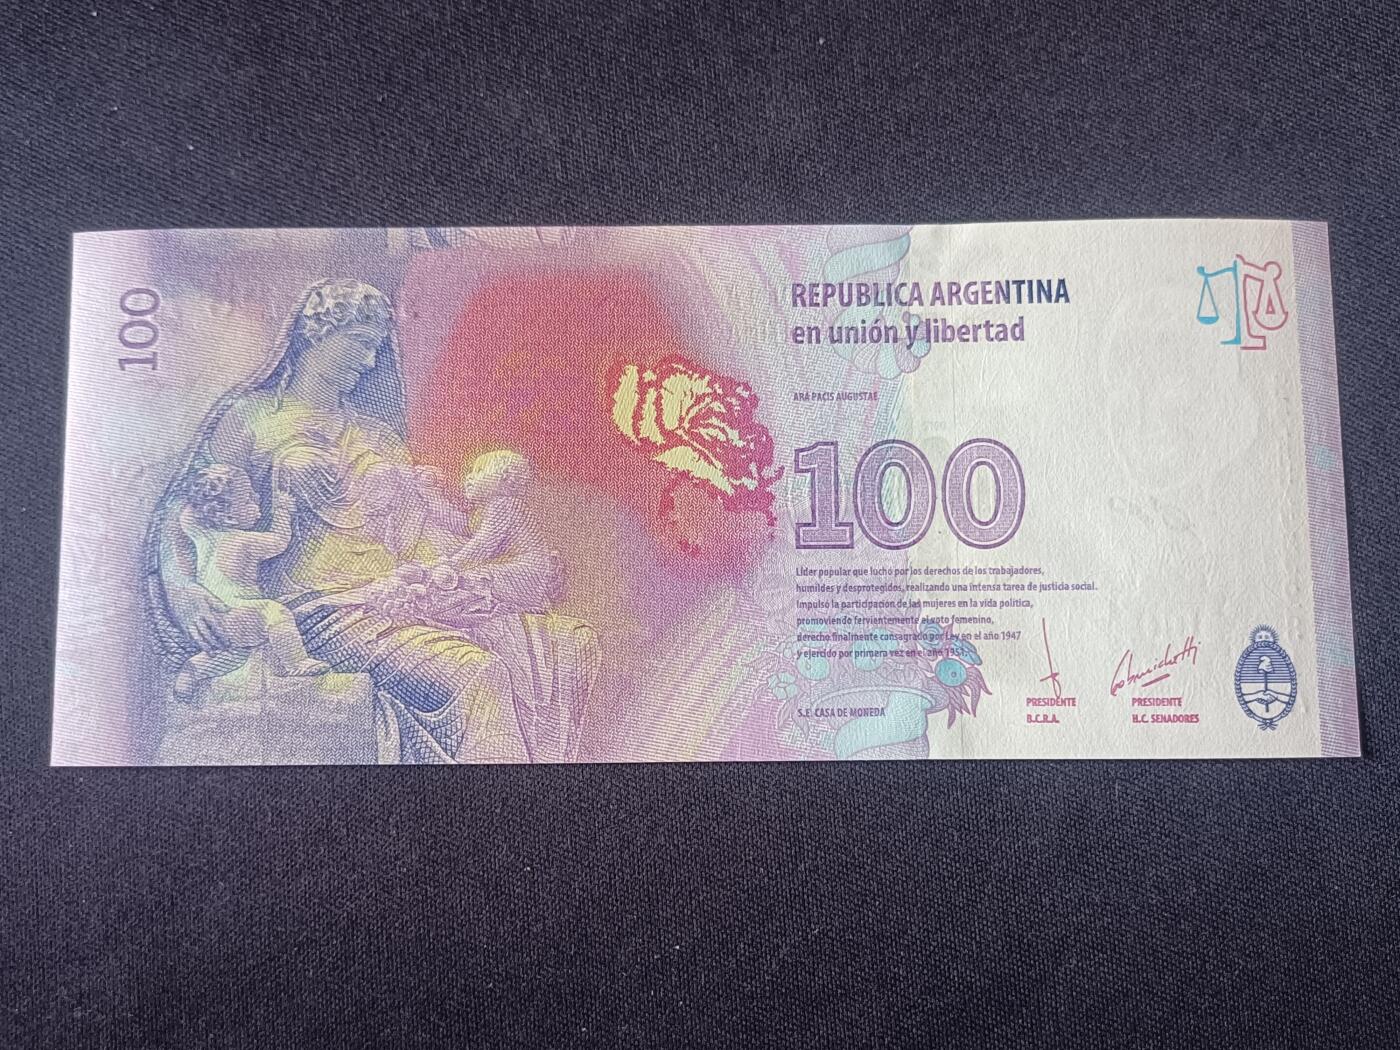 100
REPUBLICA ARGENTINA
en unión y libertad
ARA PACIS AUGUSTAE
100
Líder popular que luchó por los derechos de los trabajadores,
humildes y desprotegidos, realizando una intensa tarea de justicia social.
Impulsó la participación de las mujeres en la vida política,
promoviendo fervientemente el voto femenino,
derecho finalmente consagrado por Ley en el año 1947
y ejercido por primera vez en el año 1951.
S.E. CASA DE MONEDA
PRESIDENTE
B.C.R.A.
PRESIDENTE
H.C. SENADORES